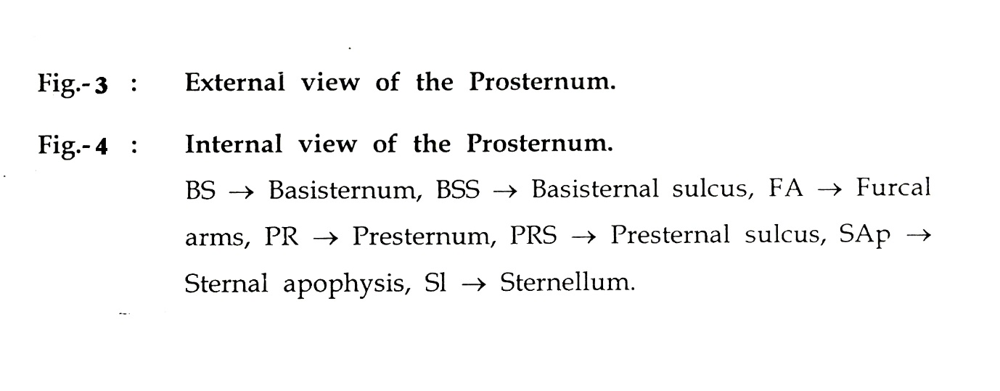 Fig.-3 : External view of the Prosternum.
Fig.-4 : Internal view of the Prosternum.
BS → Basisternum, BSS → Basisternal sulcus, FA → Furcal
arms, PR → Presternum, PRS → Presternal sulcus, SAp →
Sternal apophysis, Sl → Sternellum.